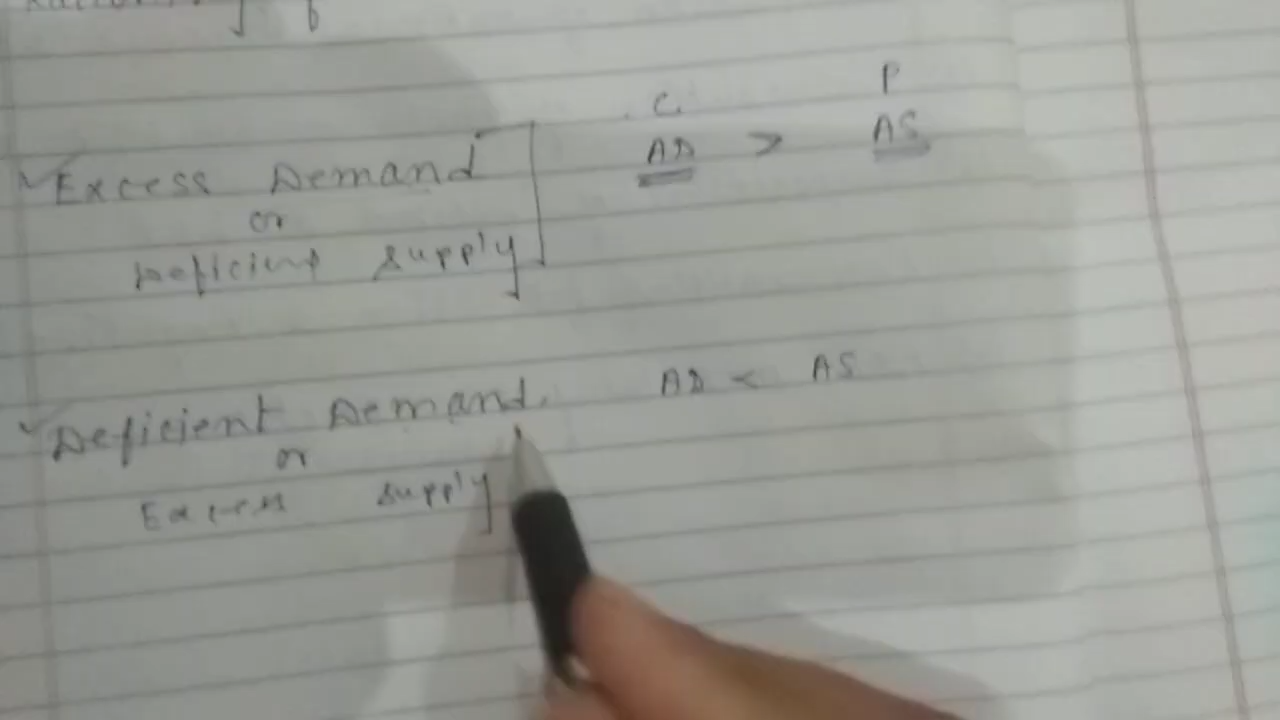 C. P
Excess Demand AD > AS
or
Deficient supply
Deficient Demand. AD < AS
or
Excess supply